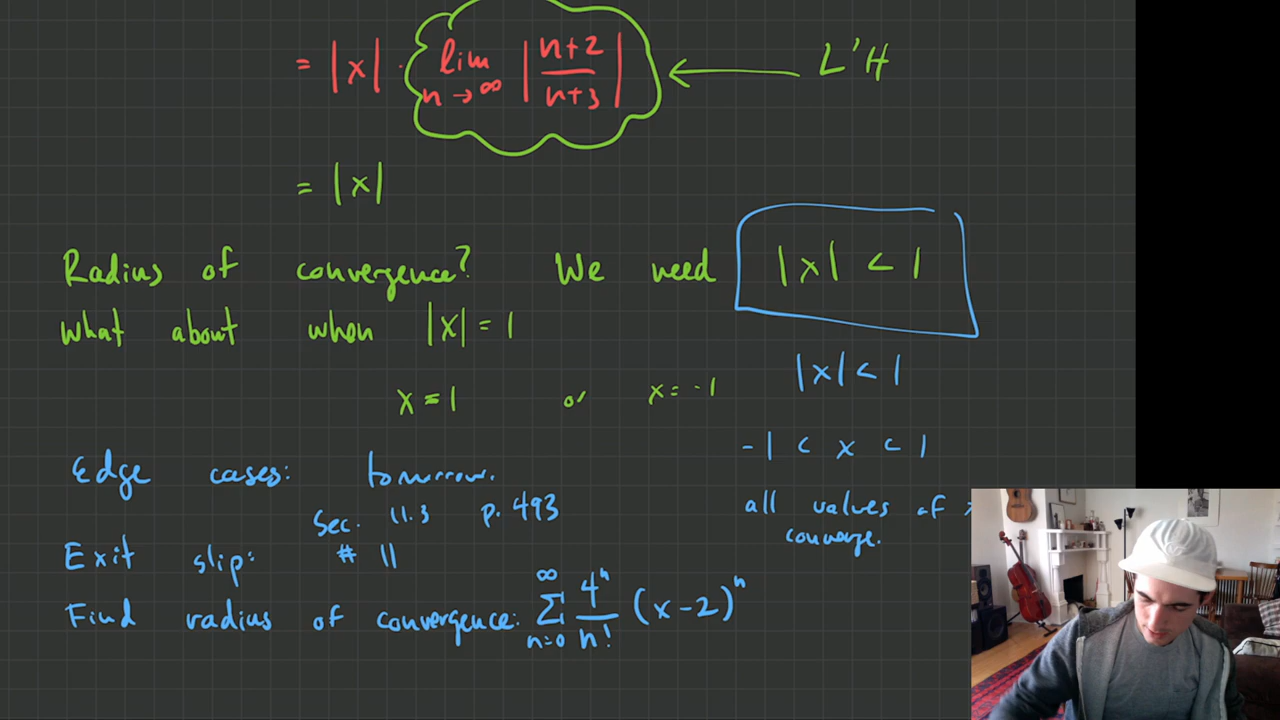 = |x| · lim n→∞ |n+2 / n+3| ← L'H
= |x|
Radius of convergence? We need |x| < 1
What about when |x| = 1
|x| < 1
x = 1 or x = -1
-1 < x < 1
Edge cases: tomorrow.
all values of
converge.
Sec. 11.3 p. 493
Exit slip: # 11
Find radius of convergence: ∞ Σ n=0 4^n / n! (x-2)^n